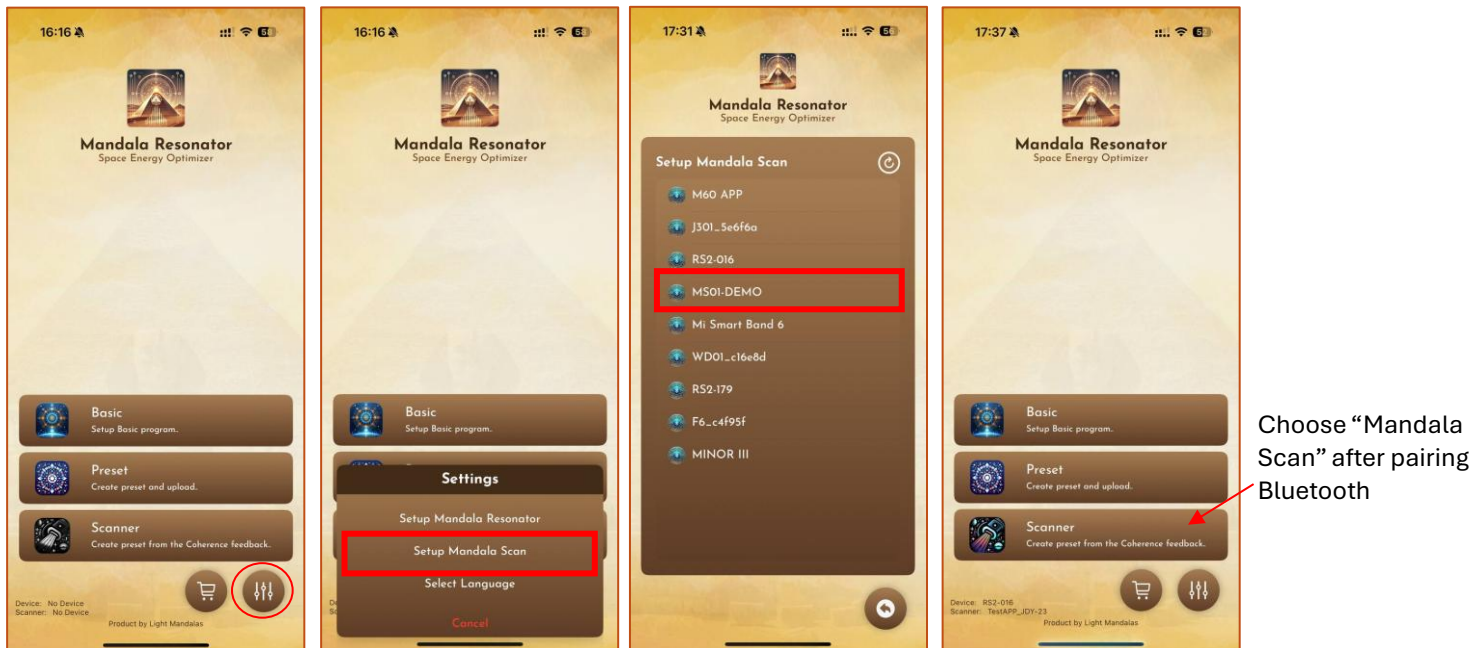 16:16
Mandala Resonator
Space Energy Optimizer
Basic
Setup Basic program.
Preset
Create preset and upload.
Scanner
Create preset from the Coherence feedback.
Device: No Device
Scanner: No Device
Product by Light Mandalas
16:16
Mandala Resonator
Space Energy Optimizer
Basic
Setup Basic program.
Settings
Setup Mandala Resonator
Setup Mandala Scan
Select Language
Cancel
17:31
Mandala Resonator
Space Energy Optimizer
Setup Mandala Scan
M60 APP
J301_5e6f6a
RS2-016
MS01-DEMO
Mi Smart Band 6
WD01_c16e8d
RS2-179
F6_c4f95f
MINOR III
17:37
Mandala Resonator
Space Energy Optimizer
Basic
Setup Basic program.
Preset
Create preset and upload.
Scanner
Create preset from the Coherence feedback.
Device: RS2-016
Scanner: TestAPP_JDY-23
Product by Light Mandalas
Choose “Mandala
Scan” after pairing
Bluetooth